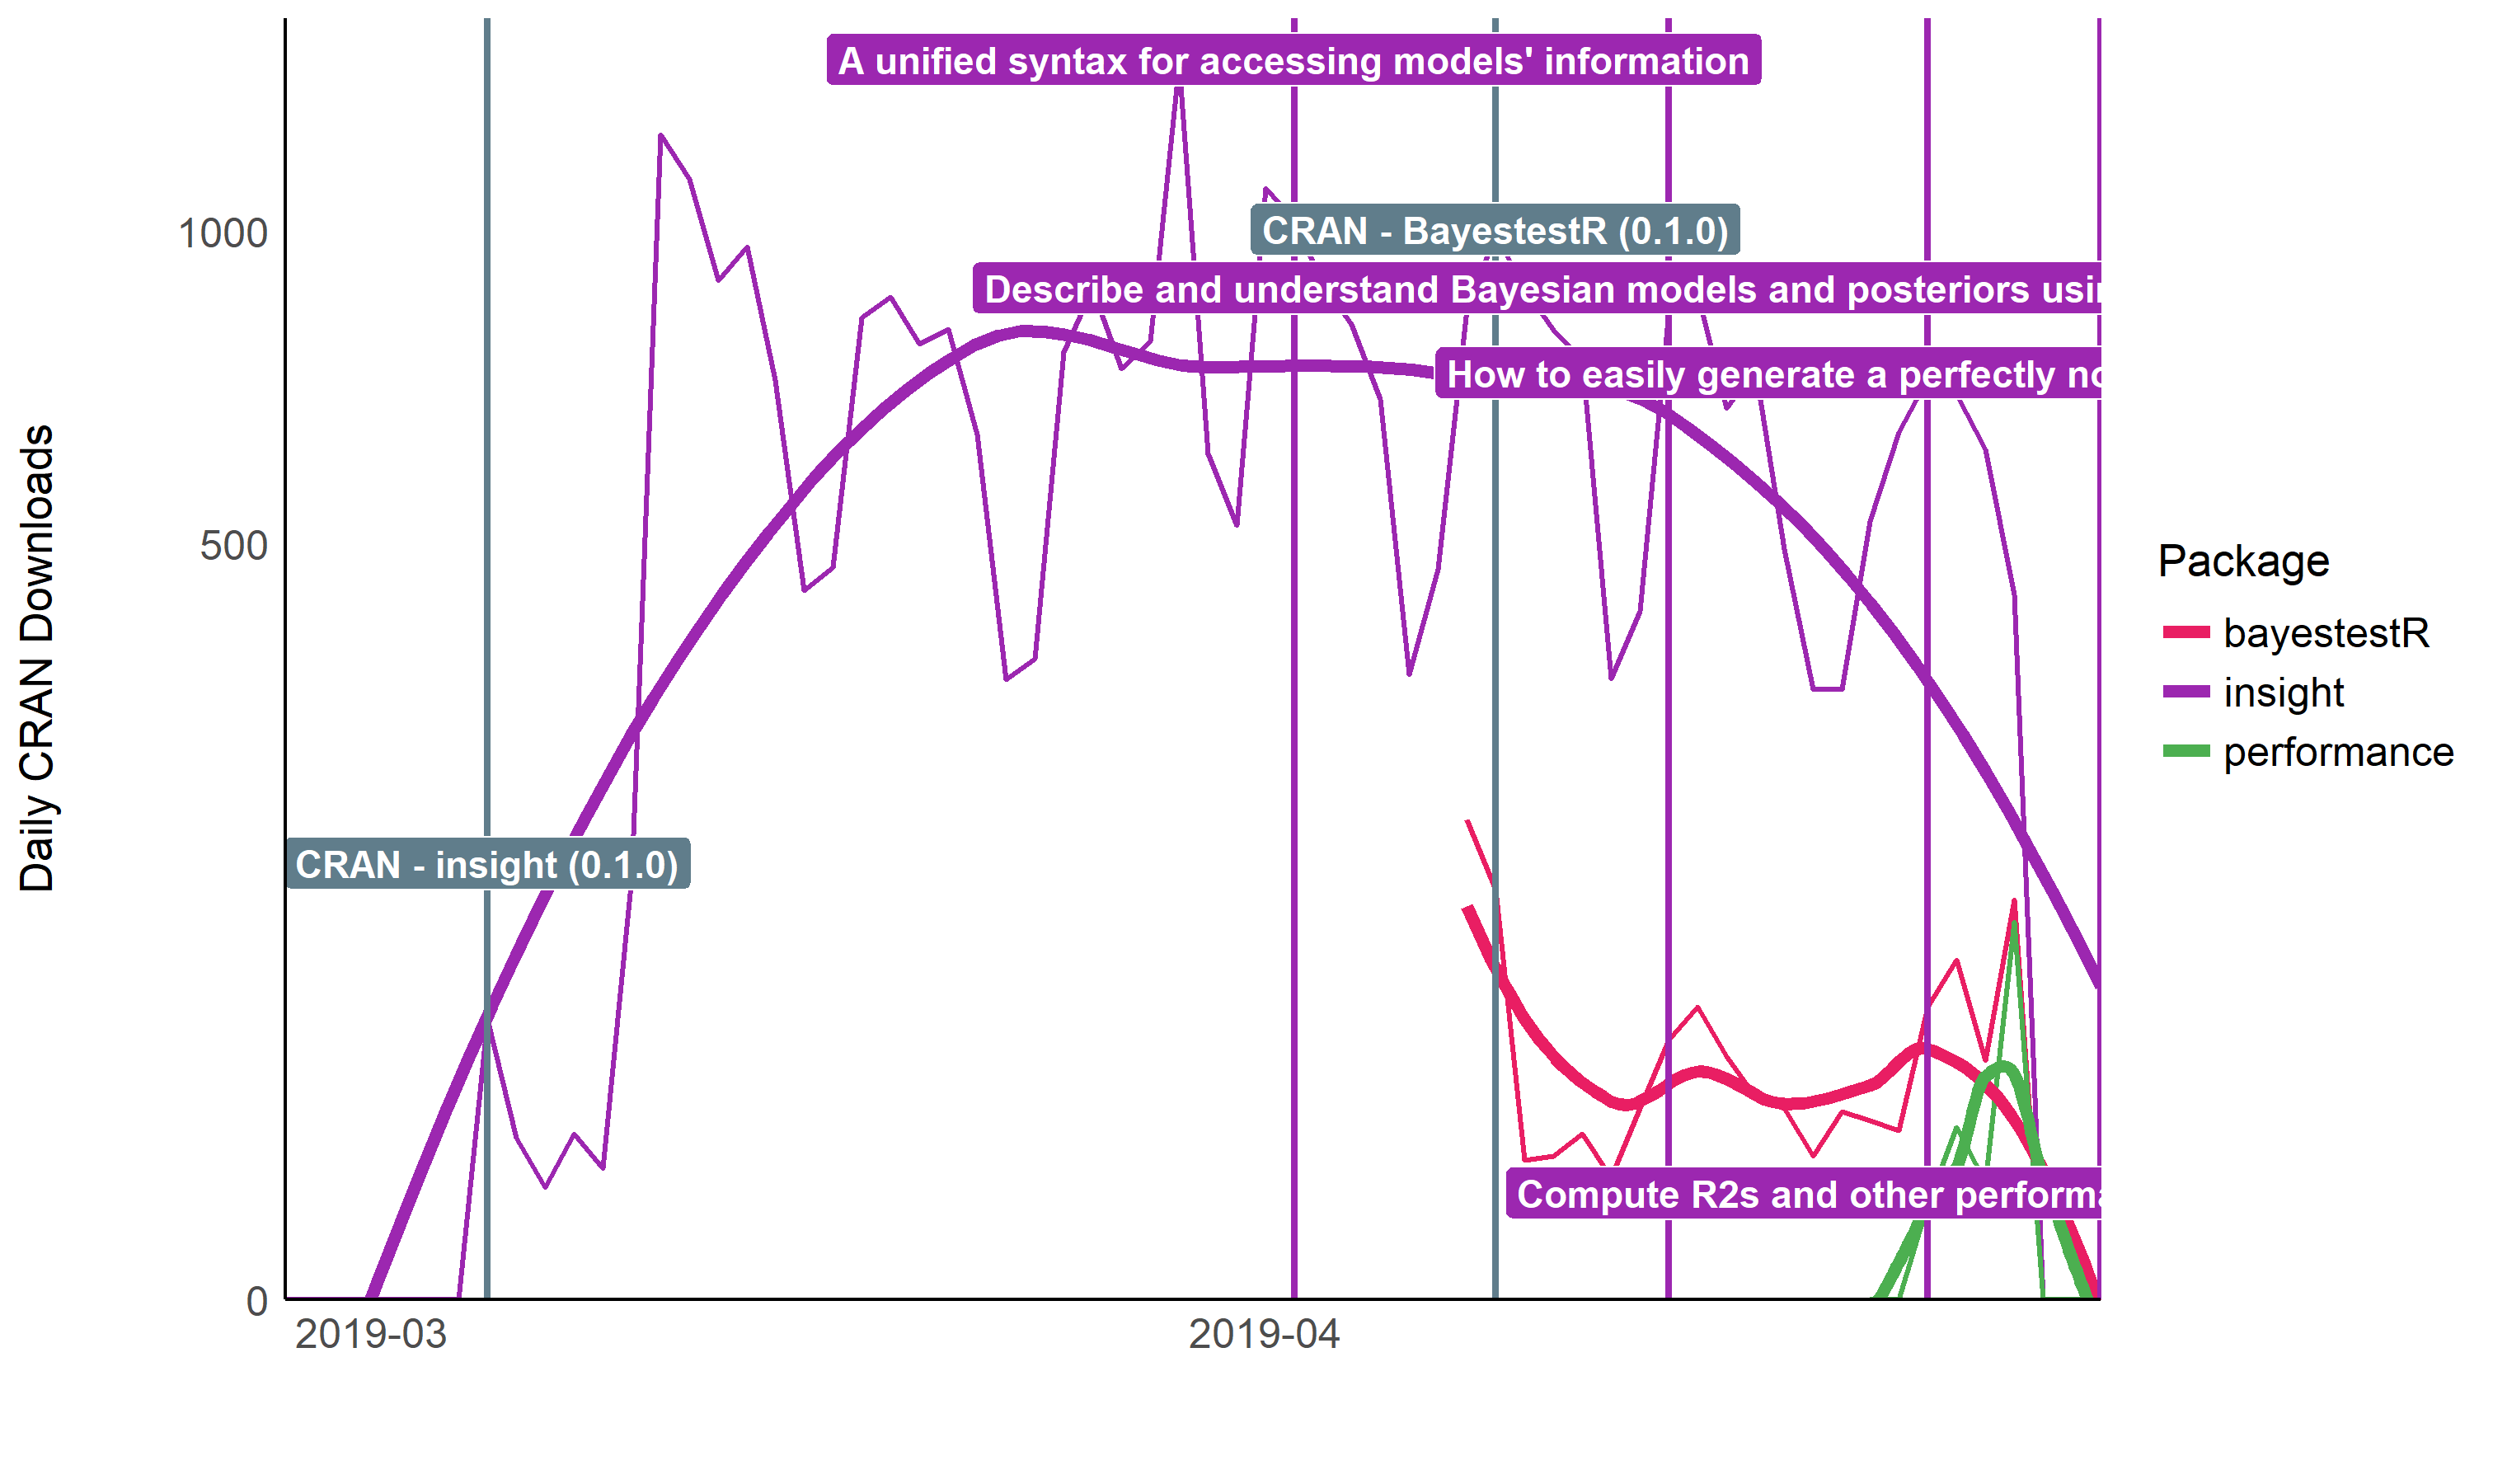 A unified syntax for accessing models' information
CRAN - BayestestR (0.1.0)
Describe and understand Bayesian models and posteriors usin
How to easily generate a perfectly no
CRAN - insight (0.1.0)
Compute R2s and other performa
Daily CRAN Downloads
1000
500
0
2019-03
2019-04
Package
bayestestR
insight
performance